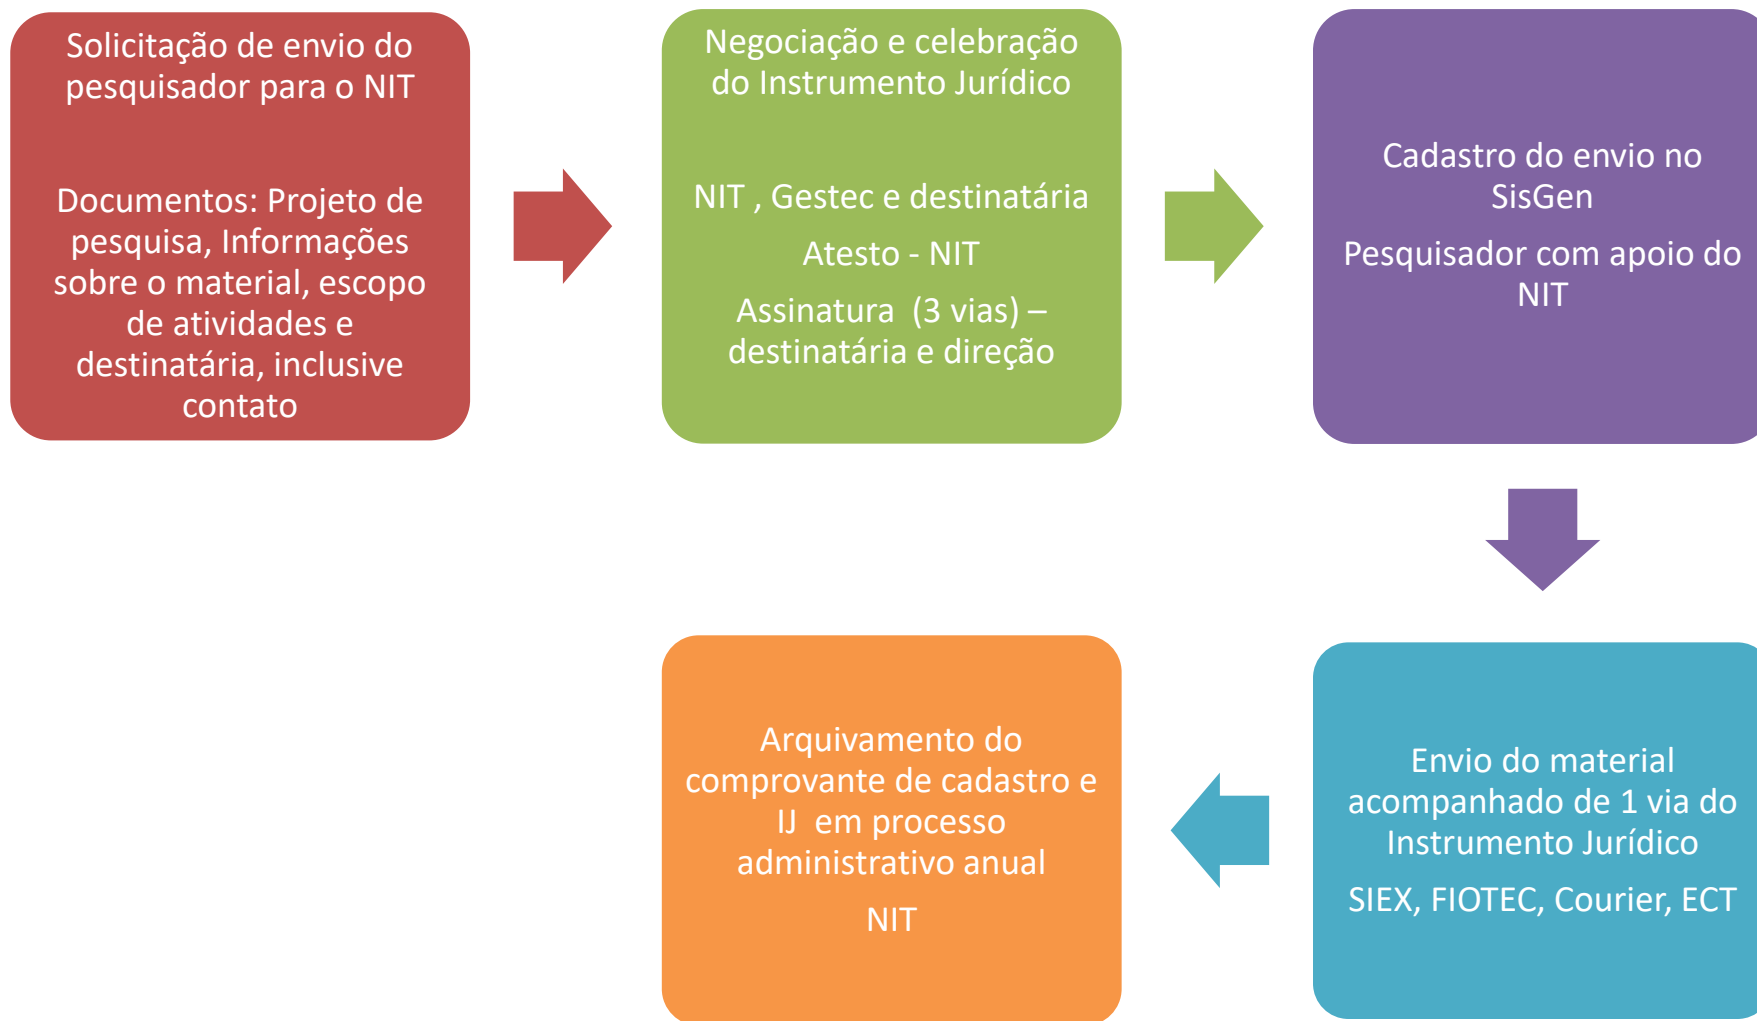 Solicitação de envio do
pesquisador para o NIT
Documentos: Projeto de
pesquisa, Informações
sobre o material, escopo
de atividades e
destinatária, inclusive
contato
Negociação e celebração
do Instrumento Jurídico
NIT , Gestec e destinatária
Atesto - NIT
Assinatura (3 vias) –
destinatária e direção
Cadastro do envio no
SisGen
Pesquisador com apoio do
NIT
Envio do material
acompanhado de 1 via do
Instrumento Jurídico
SIEX, FIOTEC, Courier, ECT
Arquivamento do
comprovante de cadastro e
IJ em processo
administrativo anual
NIT